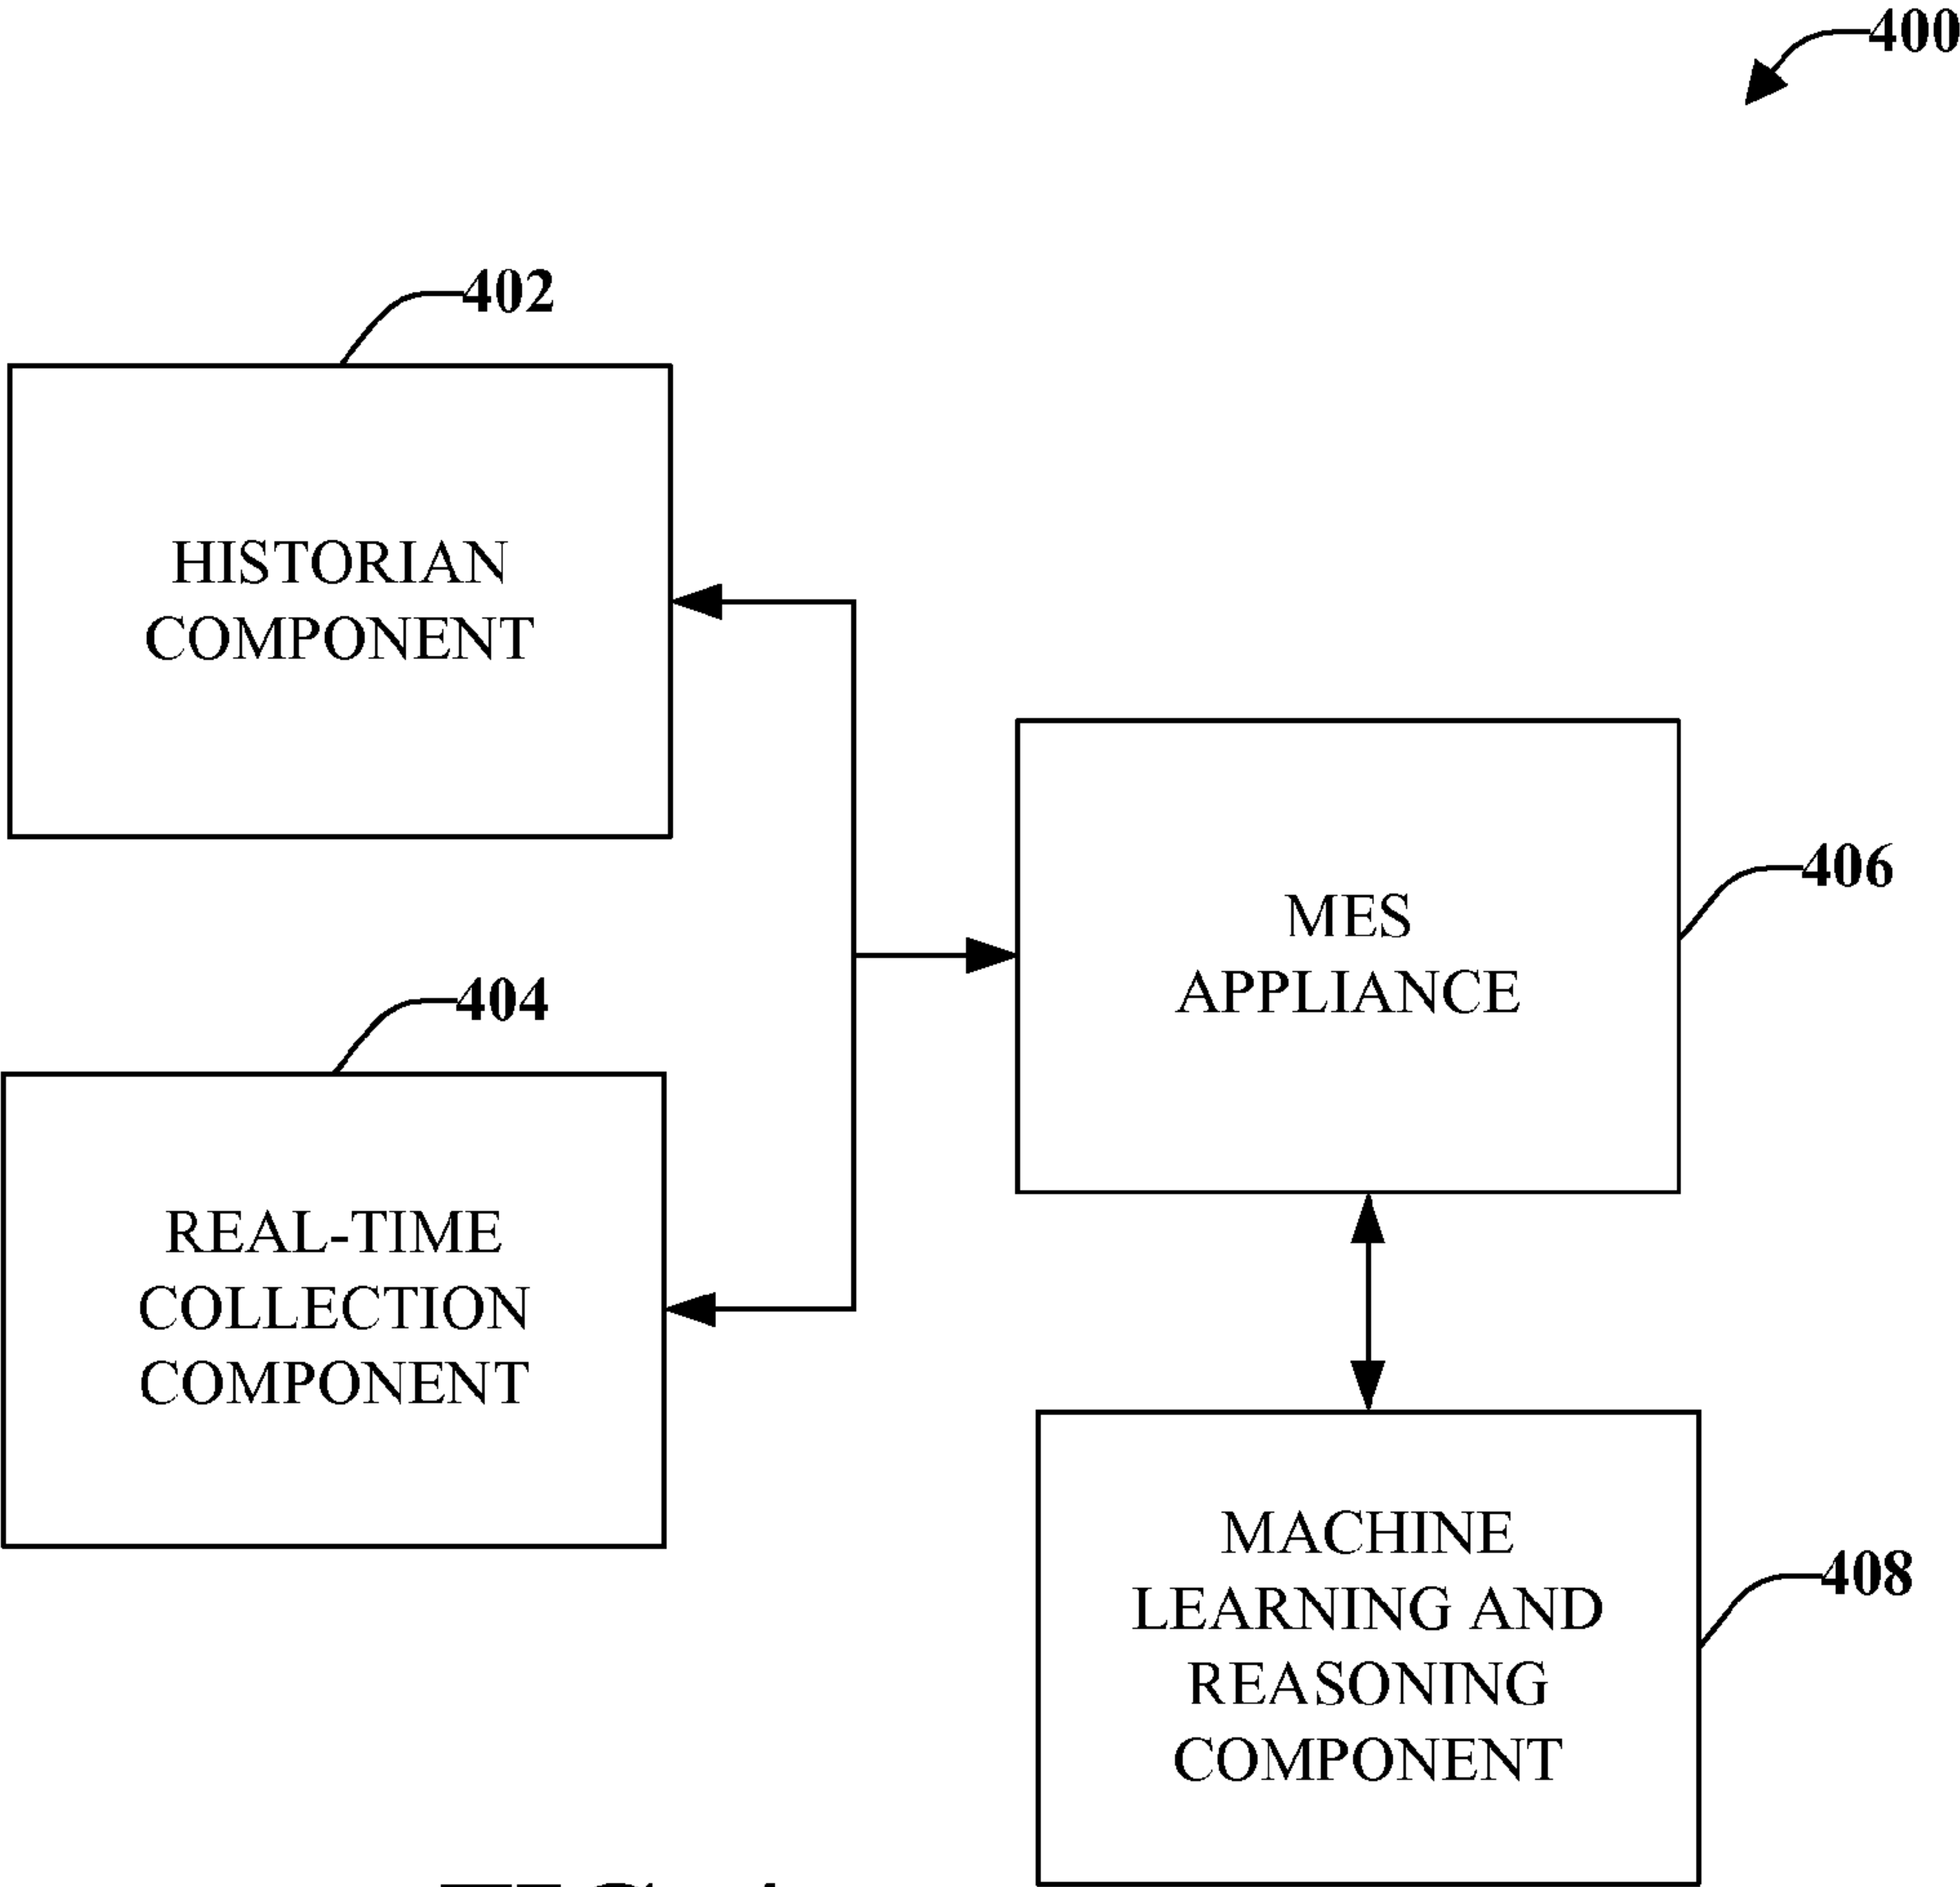 400
402
HISTORIAN
COMPONENT
406
MES
APPLIANCE
404
REAL-TIME
COLLECTION
COMPONENT
408
MACHINE
LEARNING AND
REASONING
COMPONENT